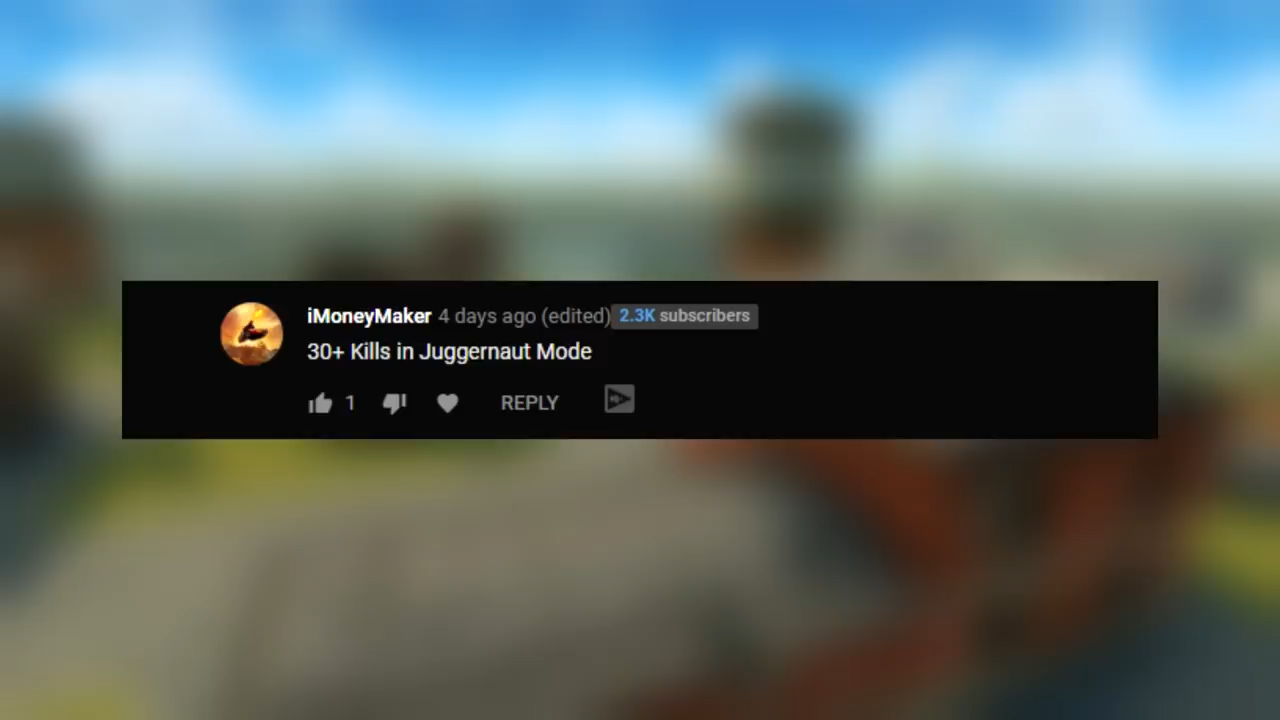 iMoneyMaker 4 days ago (edited) 2.3K subscribers
30+ Kills in Juggernaut Mode
1 REPLY